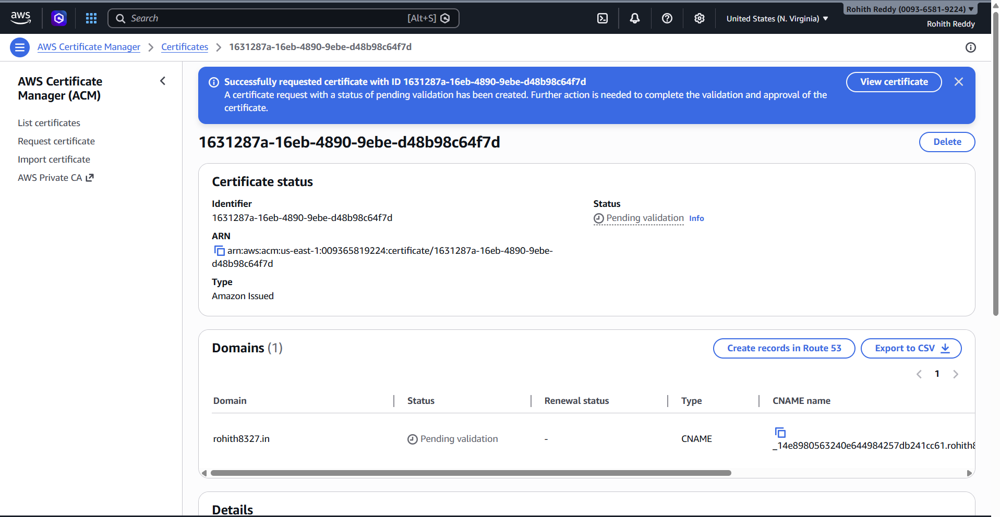 aws
Search
[Alt+S]
United States (N. Virginia)
Rohith Reddy (0093-6581-9224)
Rohith Reddy
AWS Certificate Manager
Certificates
1631287a-16eb-4890-9ebe-d48b98c64f7d
AWS Certificate
Manager (ACM)
List certificates
Request certificate
Import certificate
AWS Private CA
Successfully requested certificate with ID 1631287a-16eb-4890-9ebe-d48b98c64f7d
A certificate request with a status of pending validation has been created. Further action is needed to complete the validation and approval of the
certificate.
View certificate
1631287a-16eb-4890-9ebe-d48b98c64f7d
Delete
Certificate status
Identifier
1631287a-16eb-4890-9ebe-d48b98c64f7d
ARN
arn:aws:acm:us-east-1:009365819224:certificate/1631287a-16eb-4890-9ebe-
d48b98c64f7d
Type
Amazon Issued
Status
Pending validation Info
Domains (1)
Create records in Route 53
Export to CSV
1
Domain
Status
Renewal status
Type
CNAME name
rohith8327.in
Pending validation
-
CNAME
_14e8980563240e644984257db241cc61.rohith8
Details